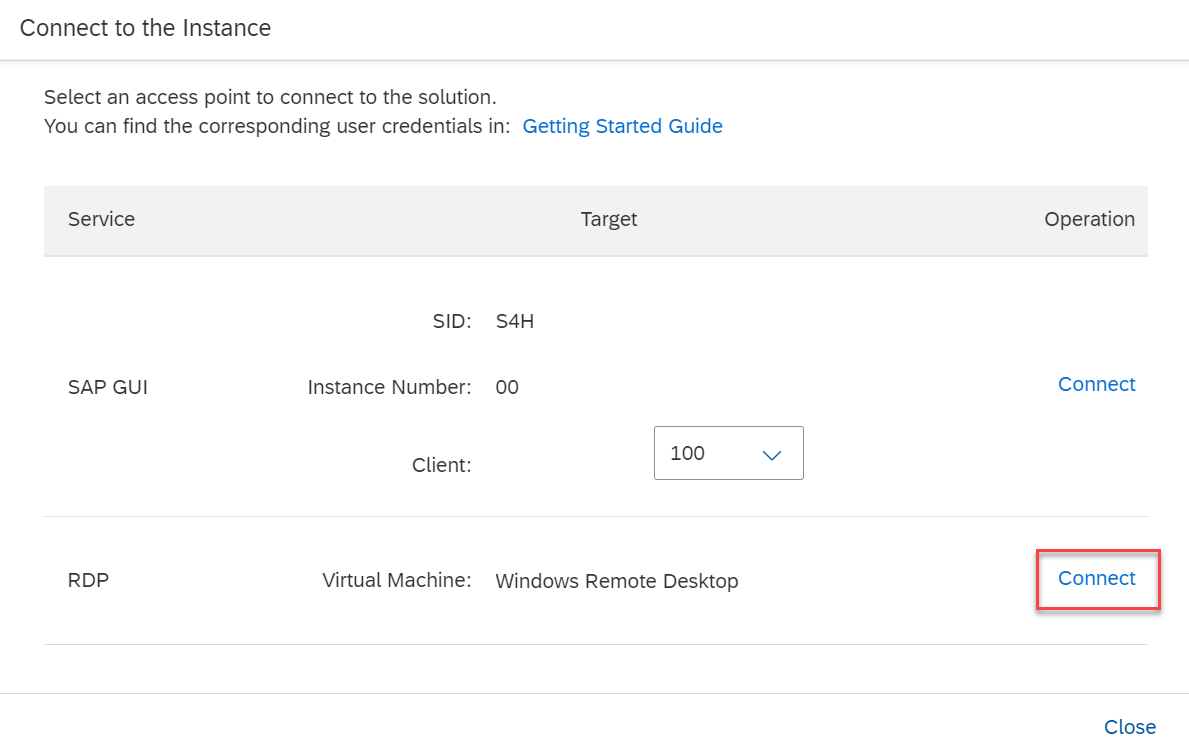 Connect to the Instance
Select an access point to connect to the solution.
You can find the corresponding user credentials in: Getting Started Guide
Service Target Operation
SID: S4H
SAP GUI Instance Number: 00 Connect
Client: 100
RDP Virtual Machine: Windows Remote Desktop Connect
Close